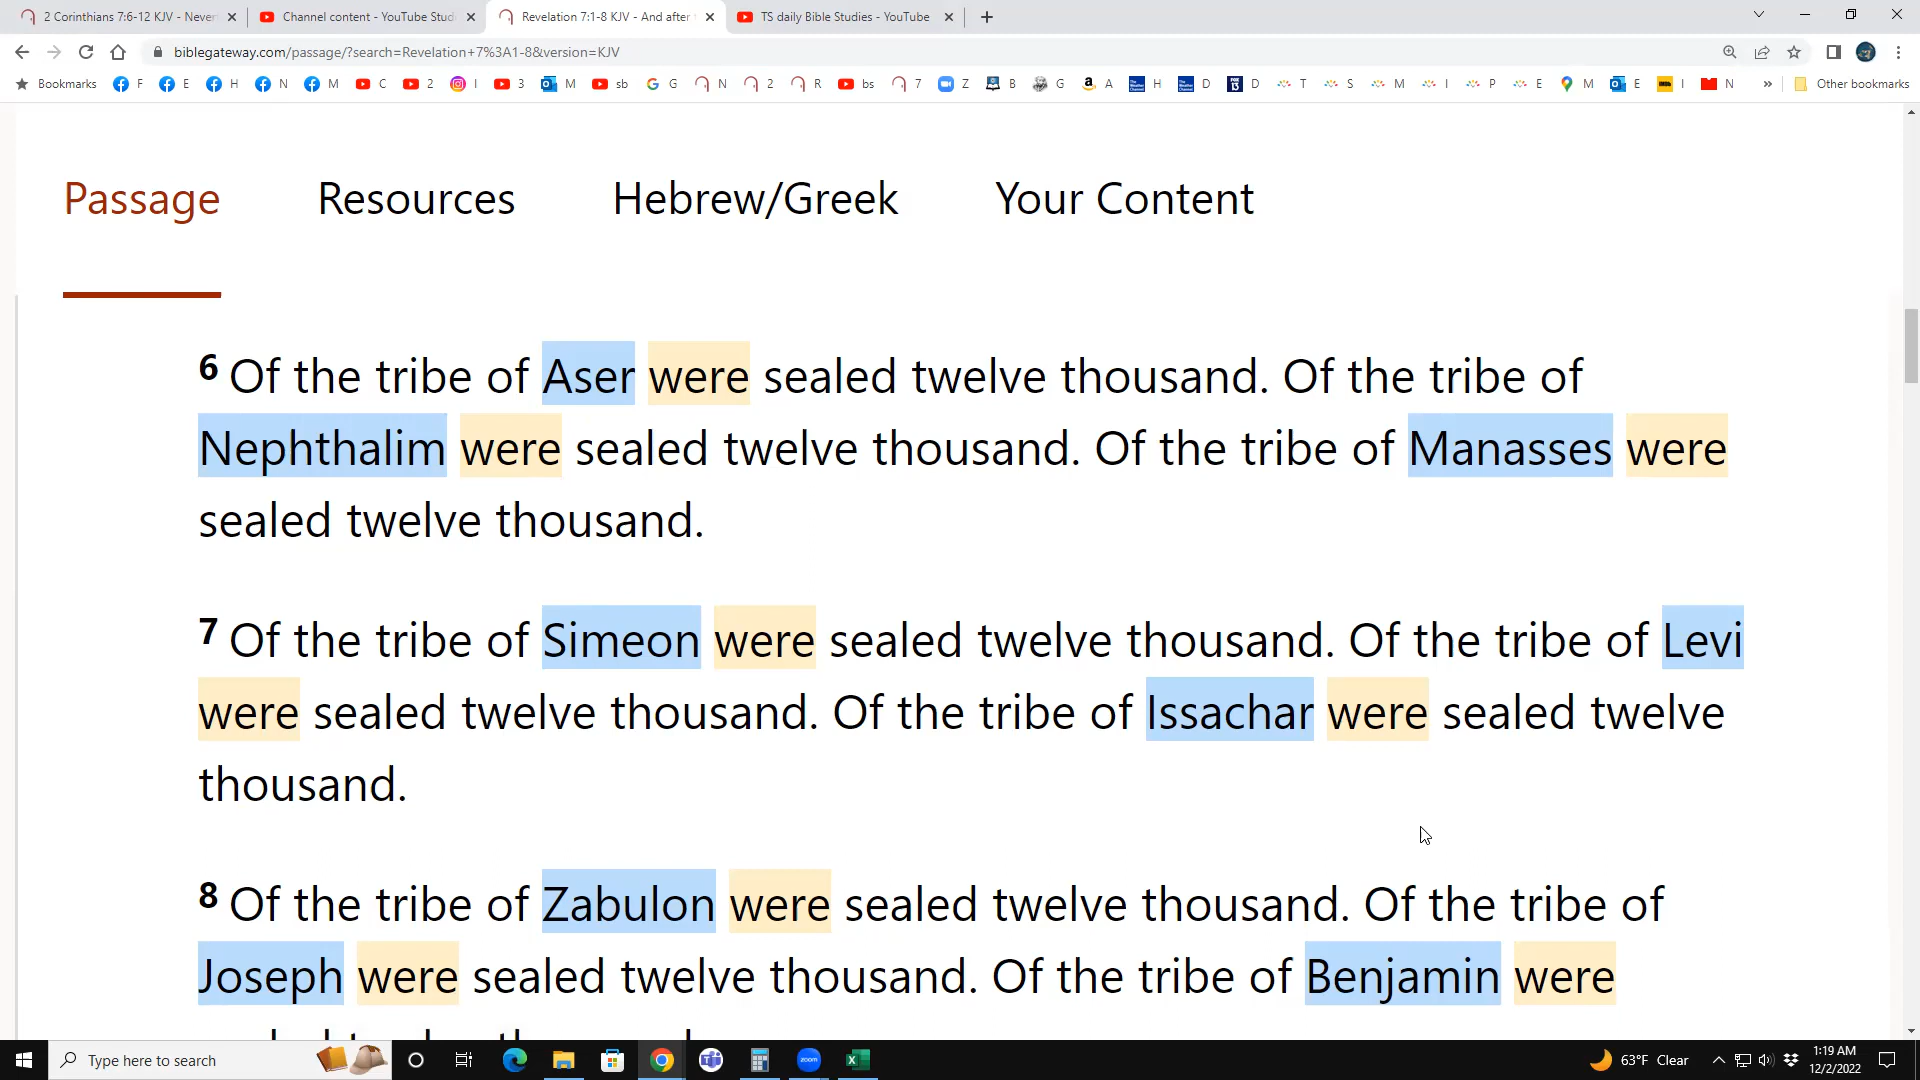 2 Corinthians 7:6-12 KJV - Never
Channel content - YouTube Stud
Revelation 7:1-8 KJV - And after
TS daily Bible Studies - YouTube
biblegateway.com/passage/?search=Revelation+7%3A1-8&version=KJV
Bookmarks F E H N M C 2 I 3 M sb G N 2 R bs 7 Z B G A H D D T S M I P E M E I N » Other bookmarks
Passage Resources Hebrew/Greek Your Content
6 Of the tribe of Aser were sealed twelve thousand. Of the tribe of
Nephthalim were sealed twelve thousand. Of the tribe of Manasses were
sealed twelve thousand.
7 Of the tribe of Simeon were sealed twelve thousand. Of the tribe of Levi
were sealed twelve thousand. Of the tribe of Issachar were sealed twelve
thousand.
8 Of the tribe of Zabulon were sealed twelve thousand. Of the tribe of
Joseph were sealed twelve thousand. Of the tribe of Benjamin were
Type here to search
63°F Clear
1:19 AM
12/2/2022